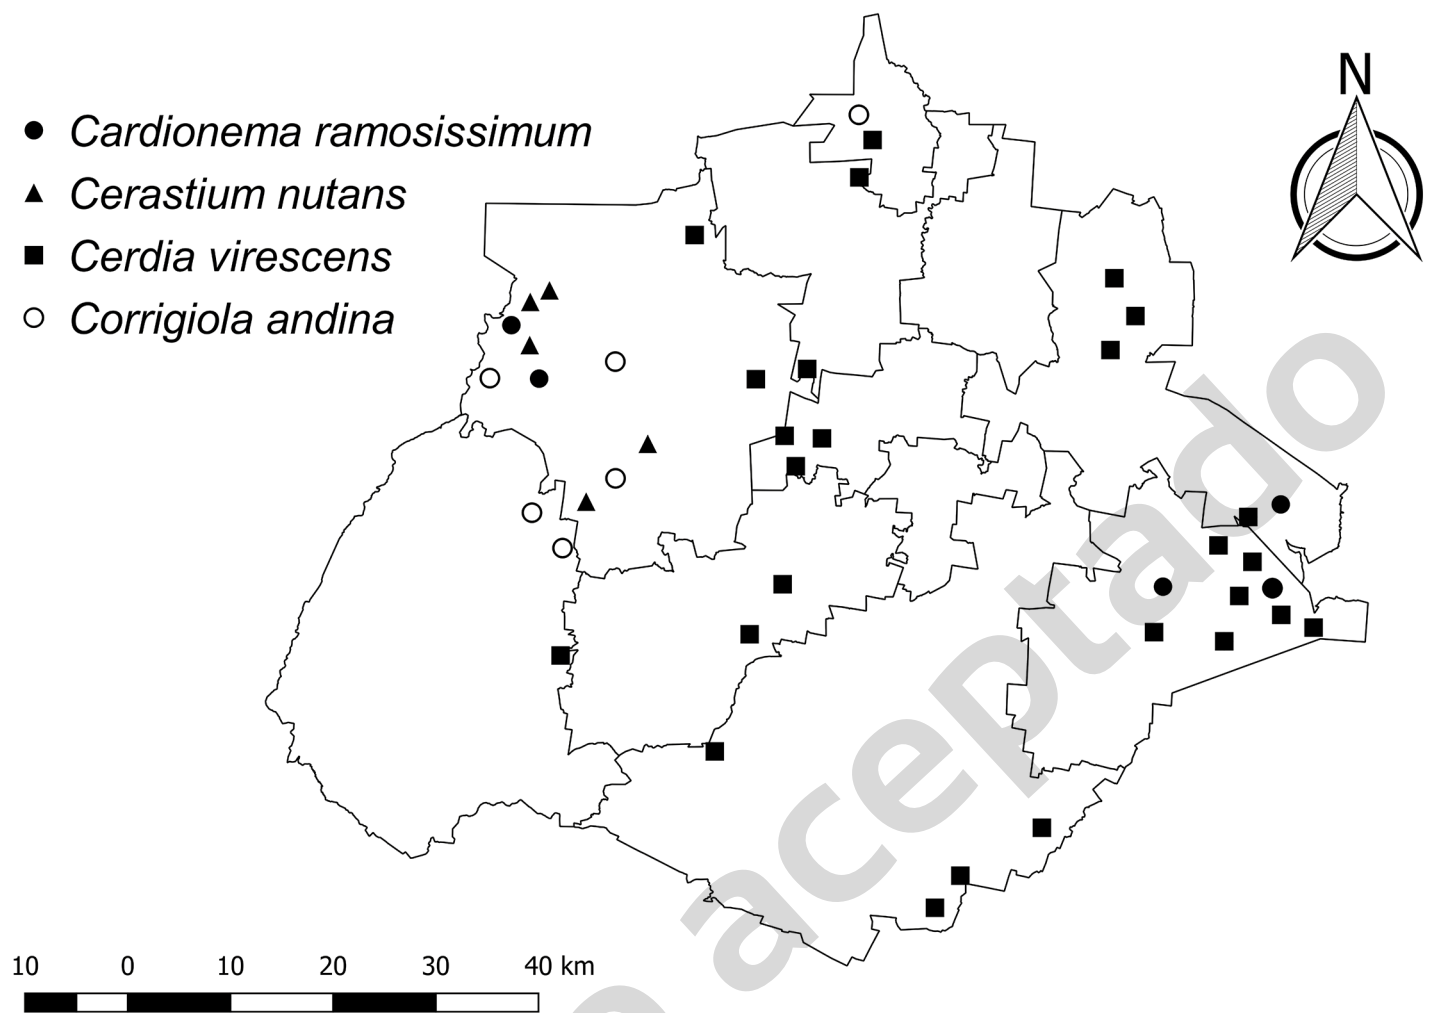 N
Cardionema ramosissimum
Cerastium nutans
Cerdia virescens
Corrigiola andina
aceptado
10 0 10 20 30 40 km